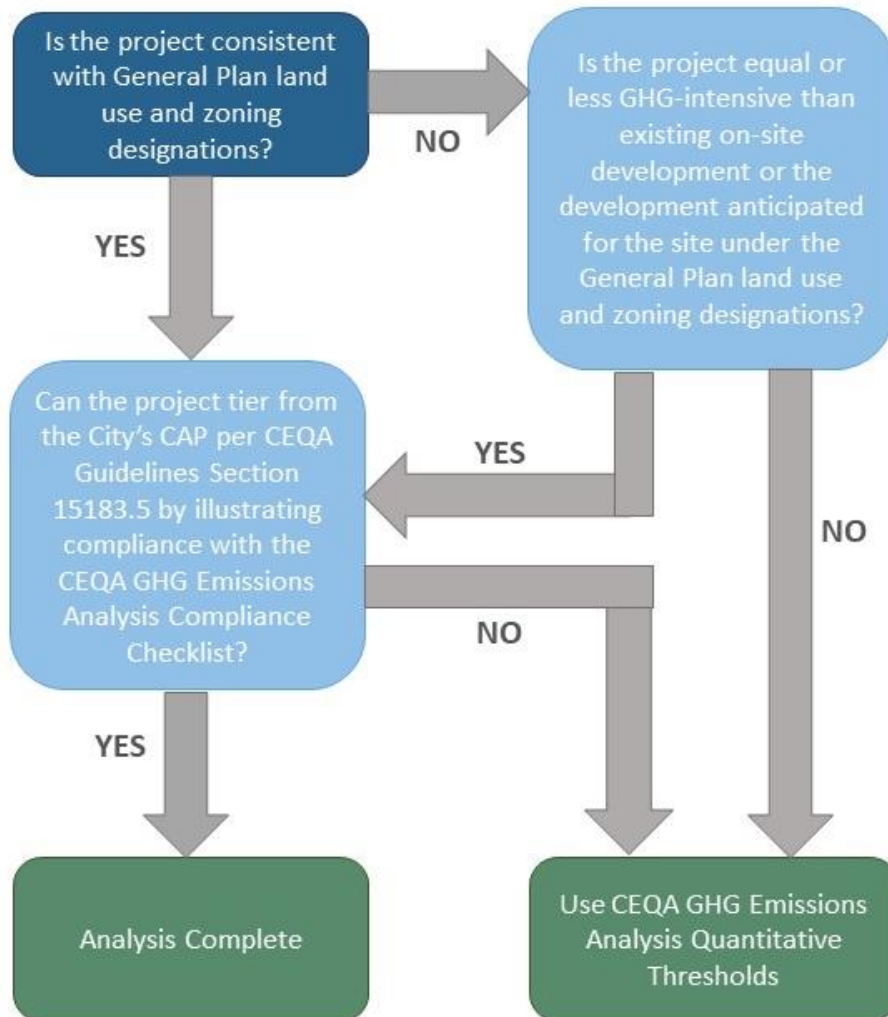 Is the project consistent
with General Plan land
use and zoning
designations?
NO
Is the project equal or
less GHG-intensive than
existing on-site
development or the
development anticipated
for the site under the
General Plan land use
and zoning designations?
YES
Can the project tier from
the City’s CAP per CEQA
Guidelines Section
15183.5 by illustrating
compliance with the
CEQA GHG Emissions
Analysis Compliance
Checklist?
YES
NO
NO
YES
Analysis Complete
Use CEQA GHG Emissions
Analysis Quantitative
Thresholds